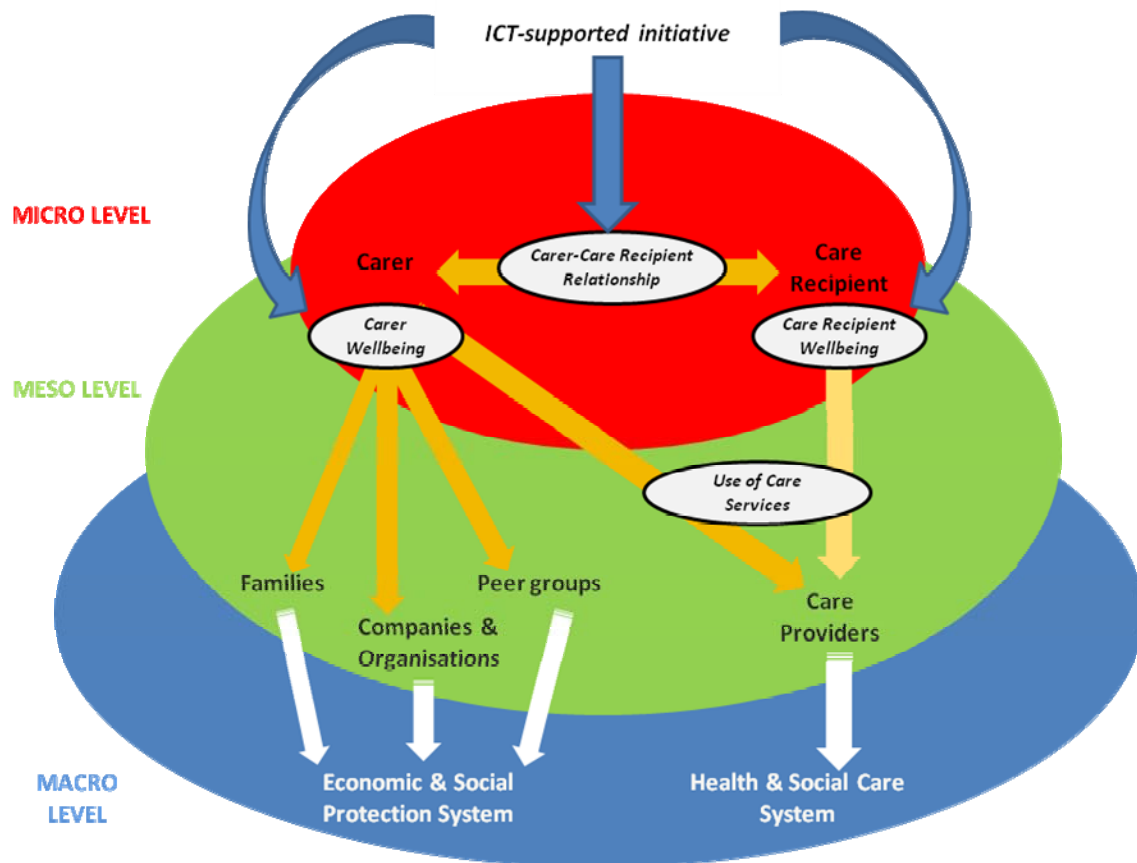 ICT-supported initiative
MICRO LEVEL
Carer
Carer-Care Recipient
Relationship
Care
Recipient
Carer
Wellbeing
Care Recipient
Wellbeing
MESO LEVEL
Use of Care
Services
Families
Peer groups
Companies &
Organisations
Care
Providers
MACRO
LEVEL
Economic & Social
Protection System
Health & Social Care
System